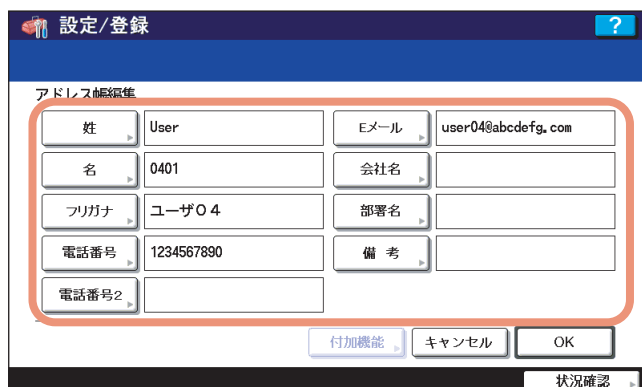 設定/登録 ?
アドレス帳編集
姓 User Eメール user04@abcdefg.com
名 0401 会社名
フリガナ ユーザ04 部署名
電話番号 1234567890 備考
電話番号2
付加機能 キャンセル OK
状況確認